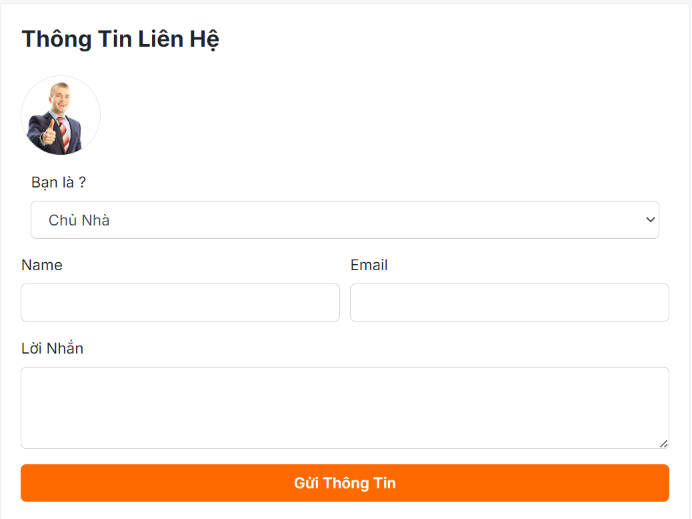 Thông Tin Liên Hệ
Bạn là ?
Chủ Nhà
Name Email
Lời Nhắn
Gửi Thông Tin